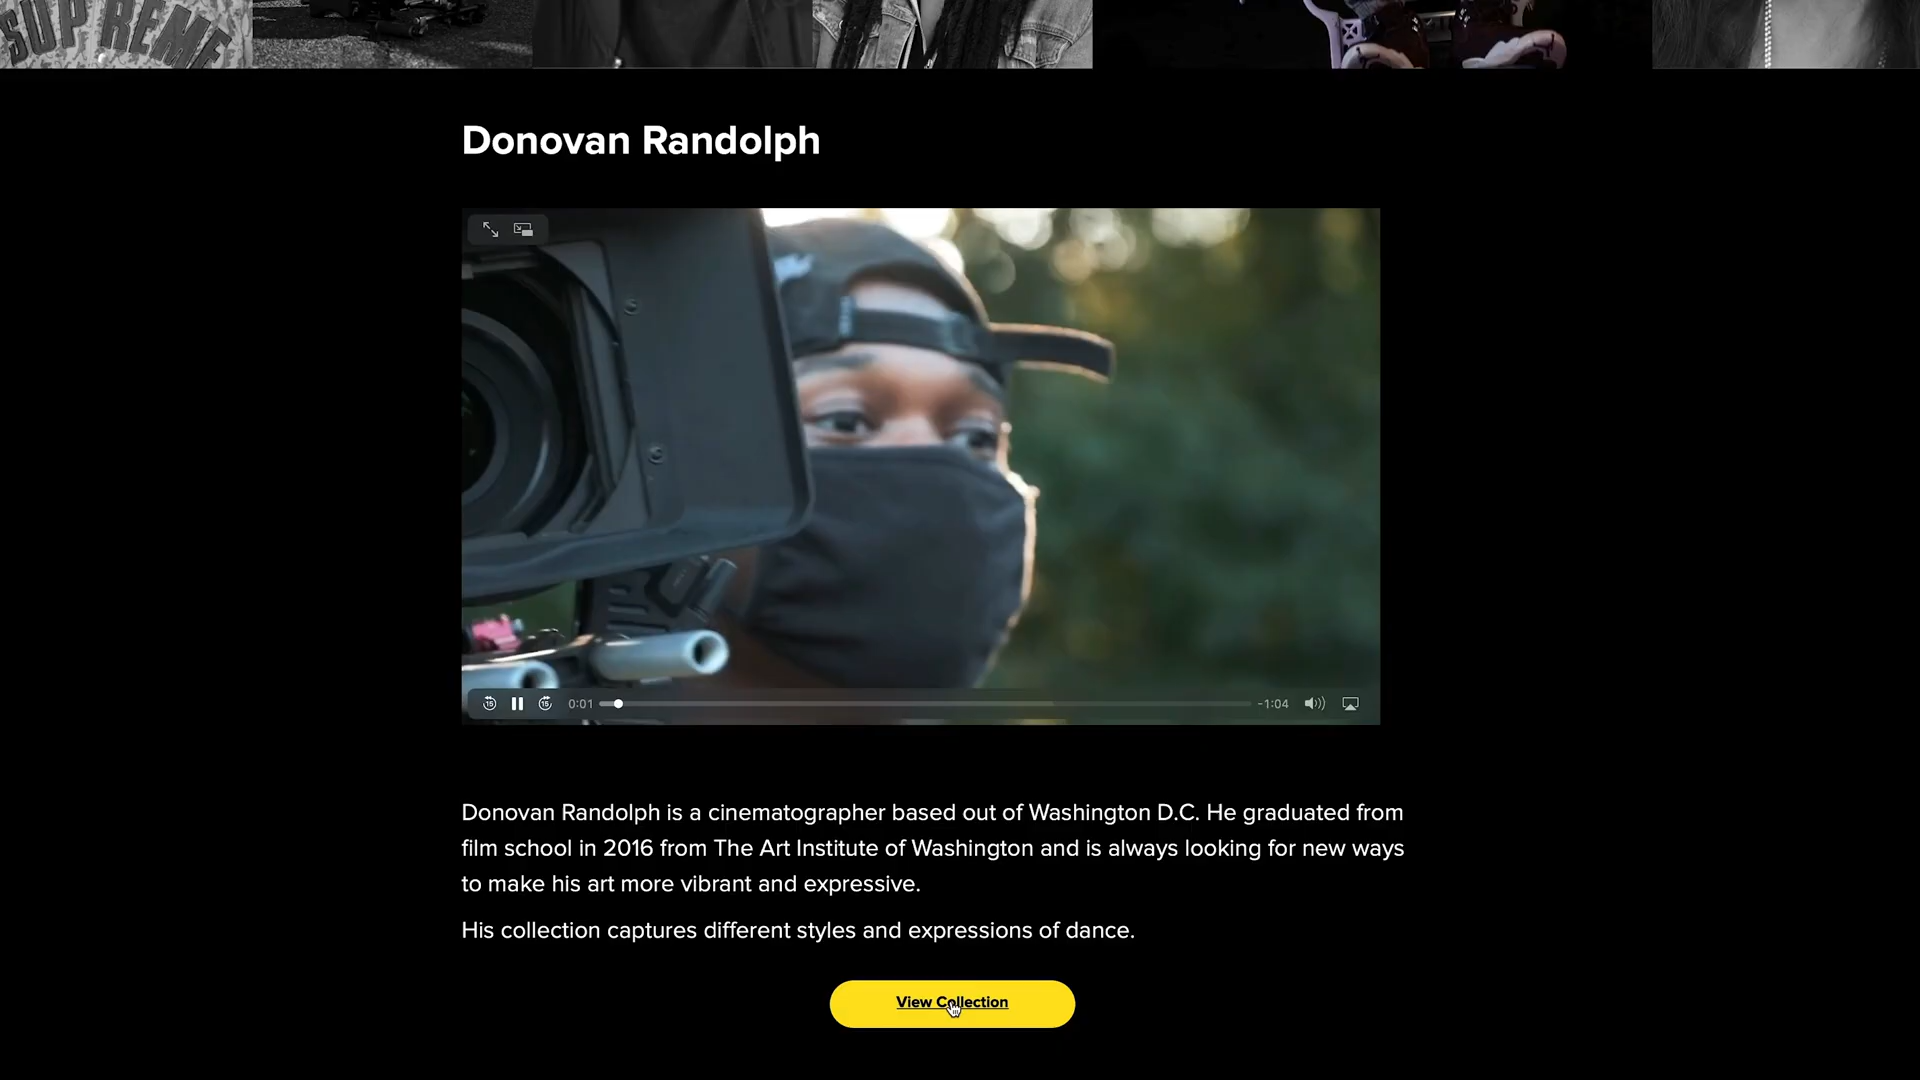 SUPREME
Donovan Randolph
15
15
0:01
-1:04
Donovan Randolph is a cinematographer based out of Washington D.C. He graduated from
film school in 2016 from The Art Institute of Washington and is always looking for new ways
to make his art more vibrant and expressive.
His collection captures different styles and expressions of dance.
View Collection